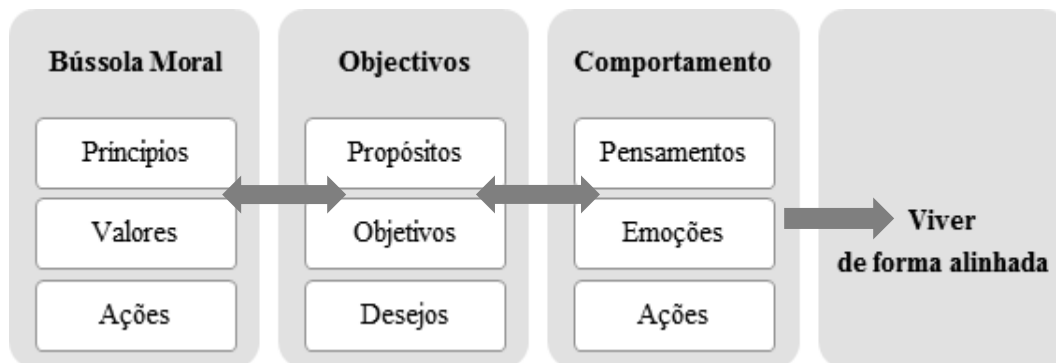 Bússola Moral
Principios
Valores
Ações
Objectivos
Propósitos
Objetivos
Desejos
Comportamento
Pensamentos
Emoções
Ações
Viver
de forma alinhada